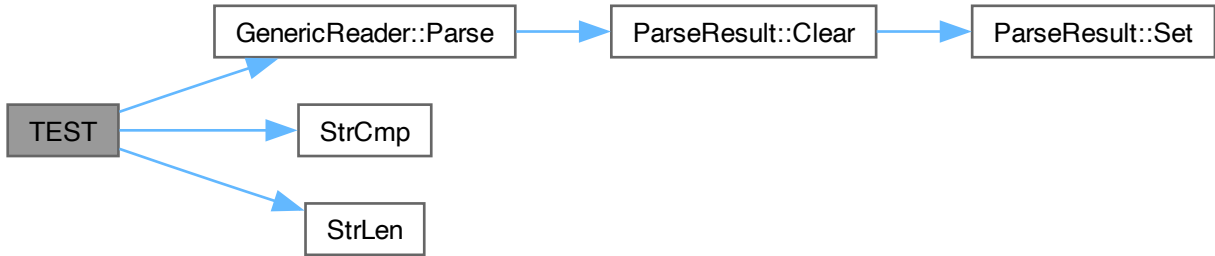 GenericReader::Parse
ParseResult::Clear
ParseResult::Set
TEST
StrCmp
StrLen